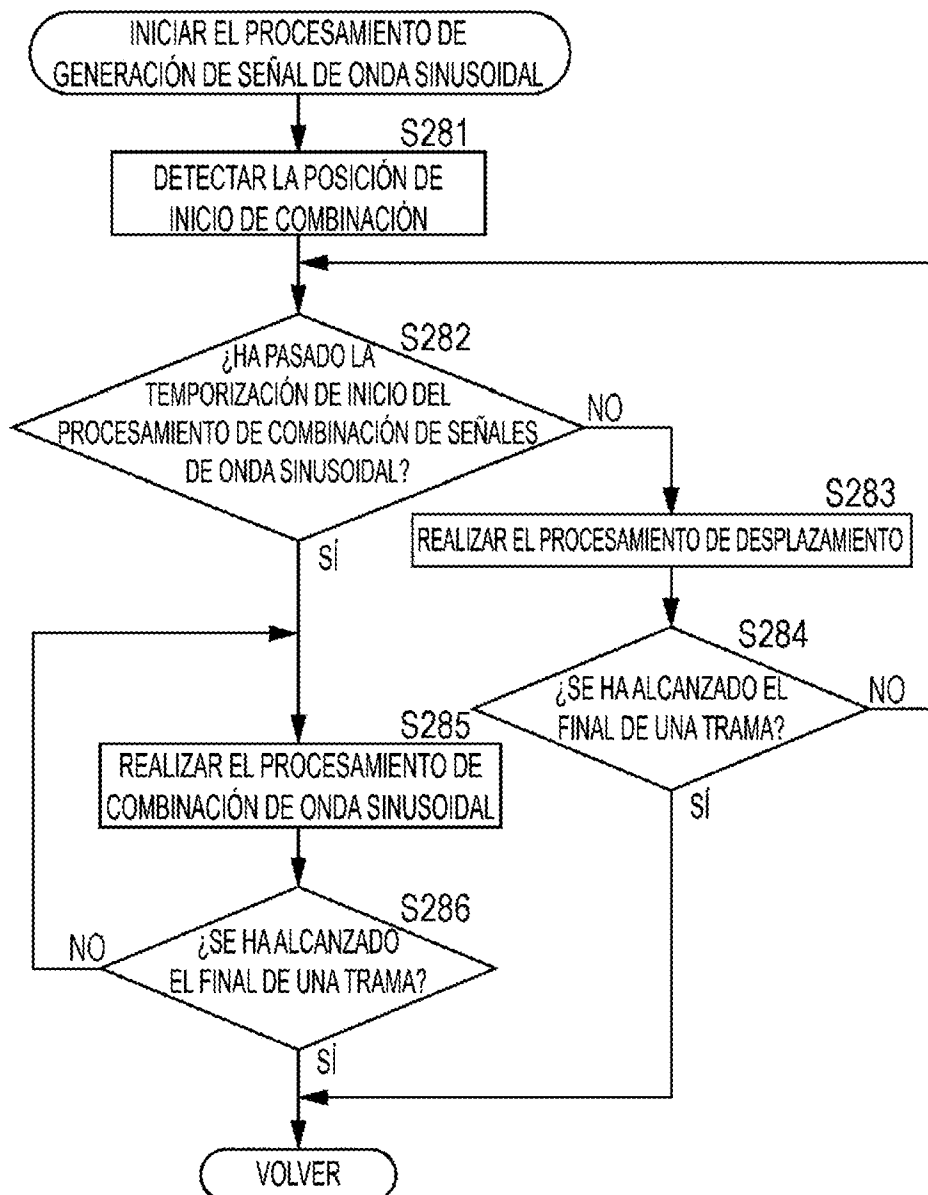 INICIAR EL PROCESAMIENTO DE
GENERACIÓN DE SEÑAL DE ONDA SINUSOIDAL
S281
DETECTAR LA POSICIÓN DE
INICIO DE COMBINACIÓN
S282
¿HA PASADO LA
TEMPORIZACIÓN DE INICIO DEL
PROCESAMIENTO DE COMBINACIÓN DE SEÑALES
DE ONDA SINUSOIDAL?
NO
SÍ
S283
REALIZAR EL PROCESAMIENTO DE DESPLAZAMIENTO
S284
¿SE HA ALCANZADO EL
FINAL DE UNA TRAMA?
NO
SÍ
S285
REALIZAR EL PROCESAMIENTO DE
COMBINACIÓN DE ONDA SINUSOIDAL
S286
¿SE HA ALCANZADO
EL FINAL DE UNA TRAMA?
NO
SÍ
VOLVER